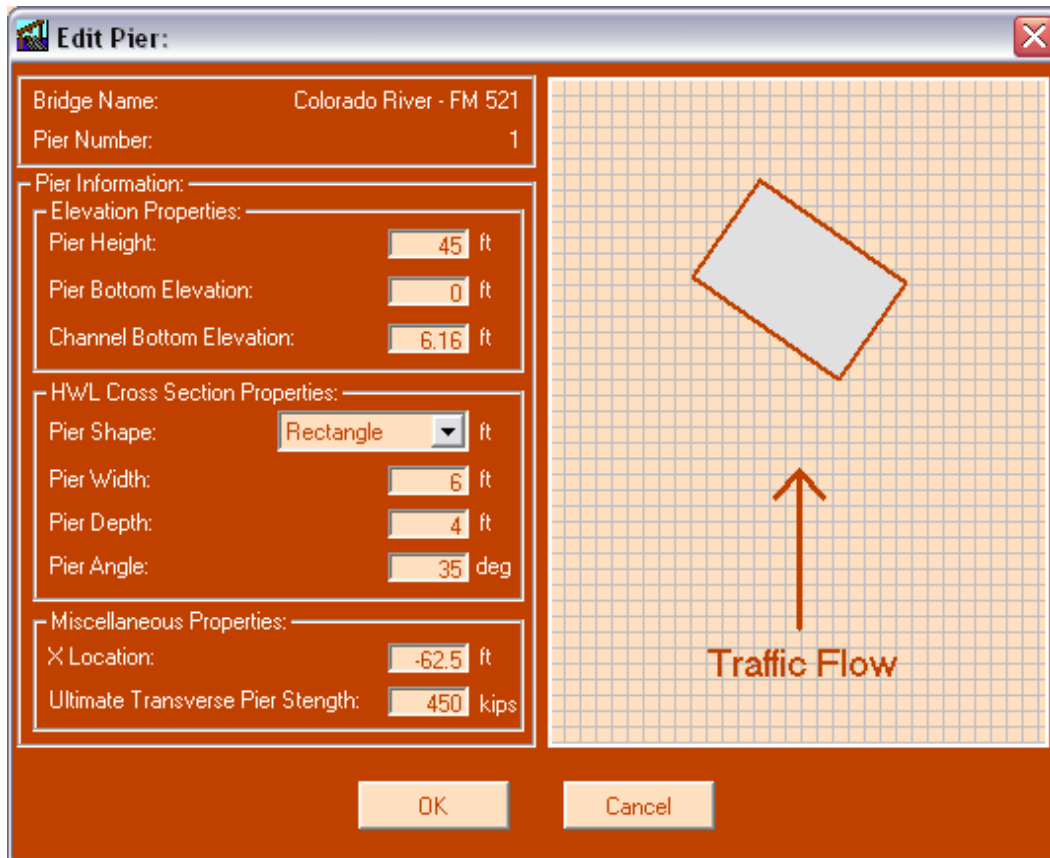 Edit Pier:
Bridge Name: Colorado River - FM 521
Pier Number: 1
Pier Information:
Elevation Properties:
Pier Height: 45 ft
Pier Bottom Elevation: 0 ft
Channel Bottom Elevation: 6.16 ft
HWL Cross Section Properties:
Pier Shape: Rectangle ft
Pier Width: 6 ft
Pier Depth: 4 ft
Pier Angle: 35 deg
Miscellaneous Properties:
X Location: -62.5 ft
Ultimate Transverse Pier Stength: 450 kips
Traffic Flow
OK Cancel